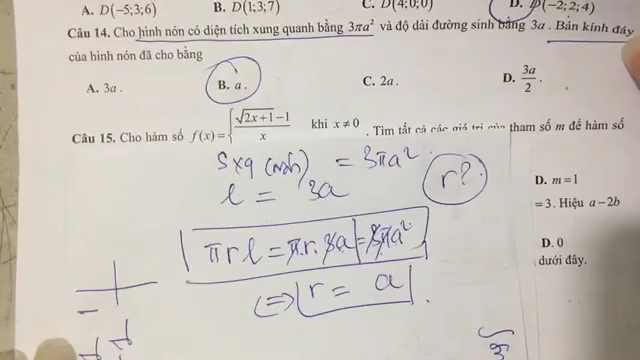 A. D(-5;3;6) B. D(1;3;7) C. D(4;0;0) D. D(-2;2;4)
Câu 14. Cho hình nón có diện tích xung quanh bằng 3πa² và độ dài đường sinh bằng 3a. Bán kính đáy
của hình nón đã cho bằng
A. 3a. B. a. C. 2a. D. 3a/2.
Câu 15. Cho hàm số f(x)={ (√(2x+1)-1)/x khi x≠0. Tìm tất cả các giá trị của tham số m để hàm số
Sxq (nón) = 3πa²
l = 3a
r?
D. m=1
= 3. Hiệu a-2b
πrl = π.r.3a = 3πa²
D. 0
dưới đây.
⇔ r = a.